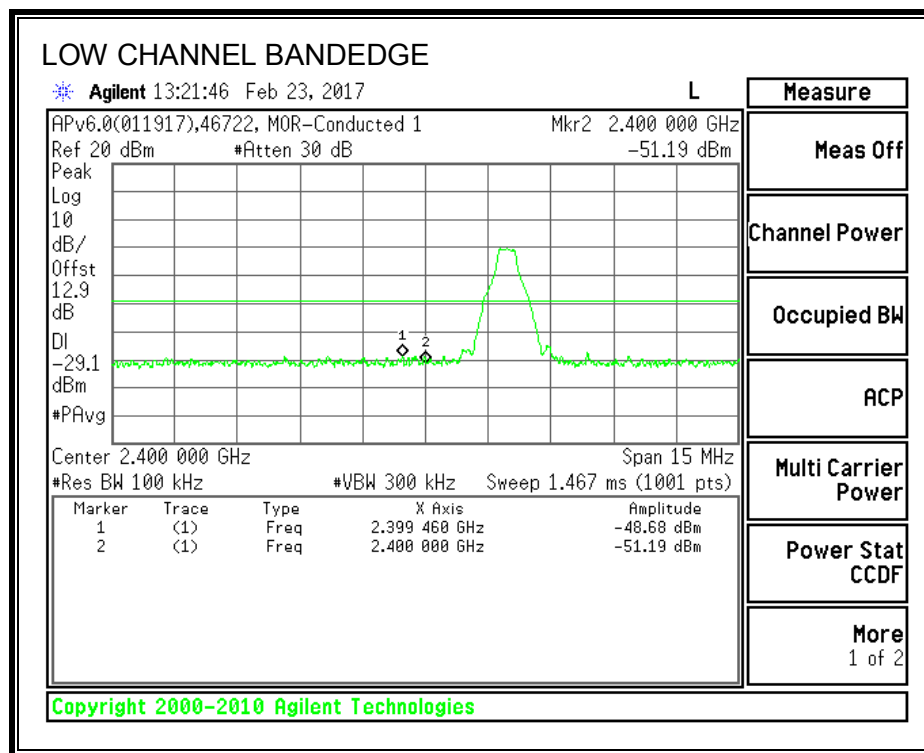 LOW CHANNEL BANDEDGE
Agilent 13:21:46 Feb 23, 2017 L
APv6.0(011917),46722, MOR-Conducted 1 Mkr2 2.400 000 GHz
Ref 20 dBm #Atten 30 dB -51.19 dBm
Peak
Log
10
dB/
Offst
12.9
dB
DI
-29.1
dBm
#PAvg
1 2
Center 2.400 000 GHz Span 15 MHz
#Res BW 100 kHz #VBW 300 kHz Sweep 1.467 ms (1001 pts)
Marker Trace Type X Axis Amplitude
1 (1) Freq 2.399 460 GHz -48.68 dBm
2 (1) Freq 2.400 000 GHz -51.19 dBm
Measure
Meas Off
Channel Power
Occupied BW
ACP
Multi Carrier
Power
Power Stat
CCDF
More
1 of 2
Copyright 2000-2010 Agilent Technologies